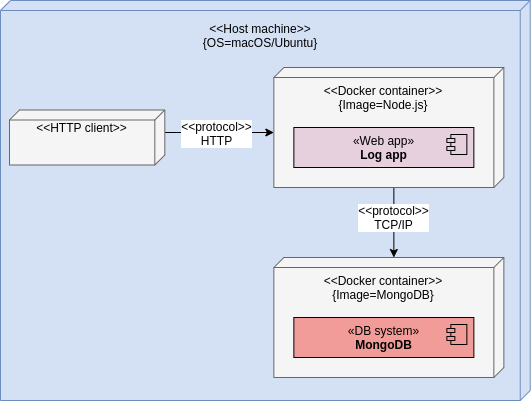 <<Host machine>>
{OS=macOS/Ubuntu}
<<Docker container>>
{Image=Node.js}
<<HTTP client>>
<<protocol>>
HTTP
«Web app»
Log app
<<protocol>>
TCP/IP
<<Docker container>>
{Image=MongoDB}
«DB system»
MongoDB